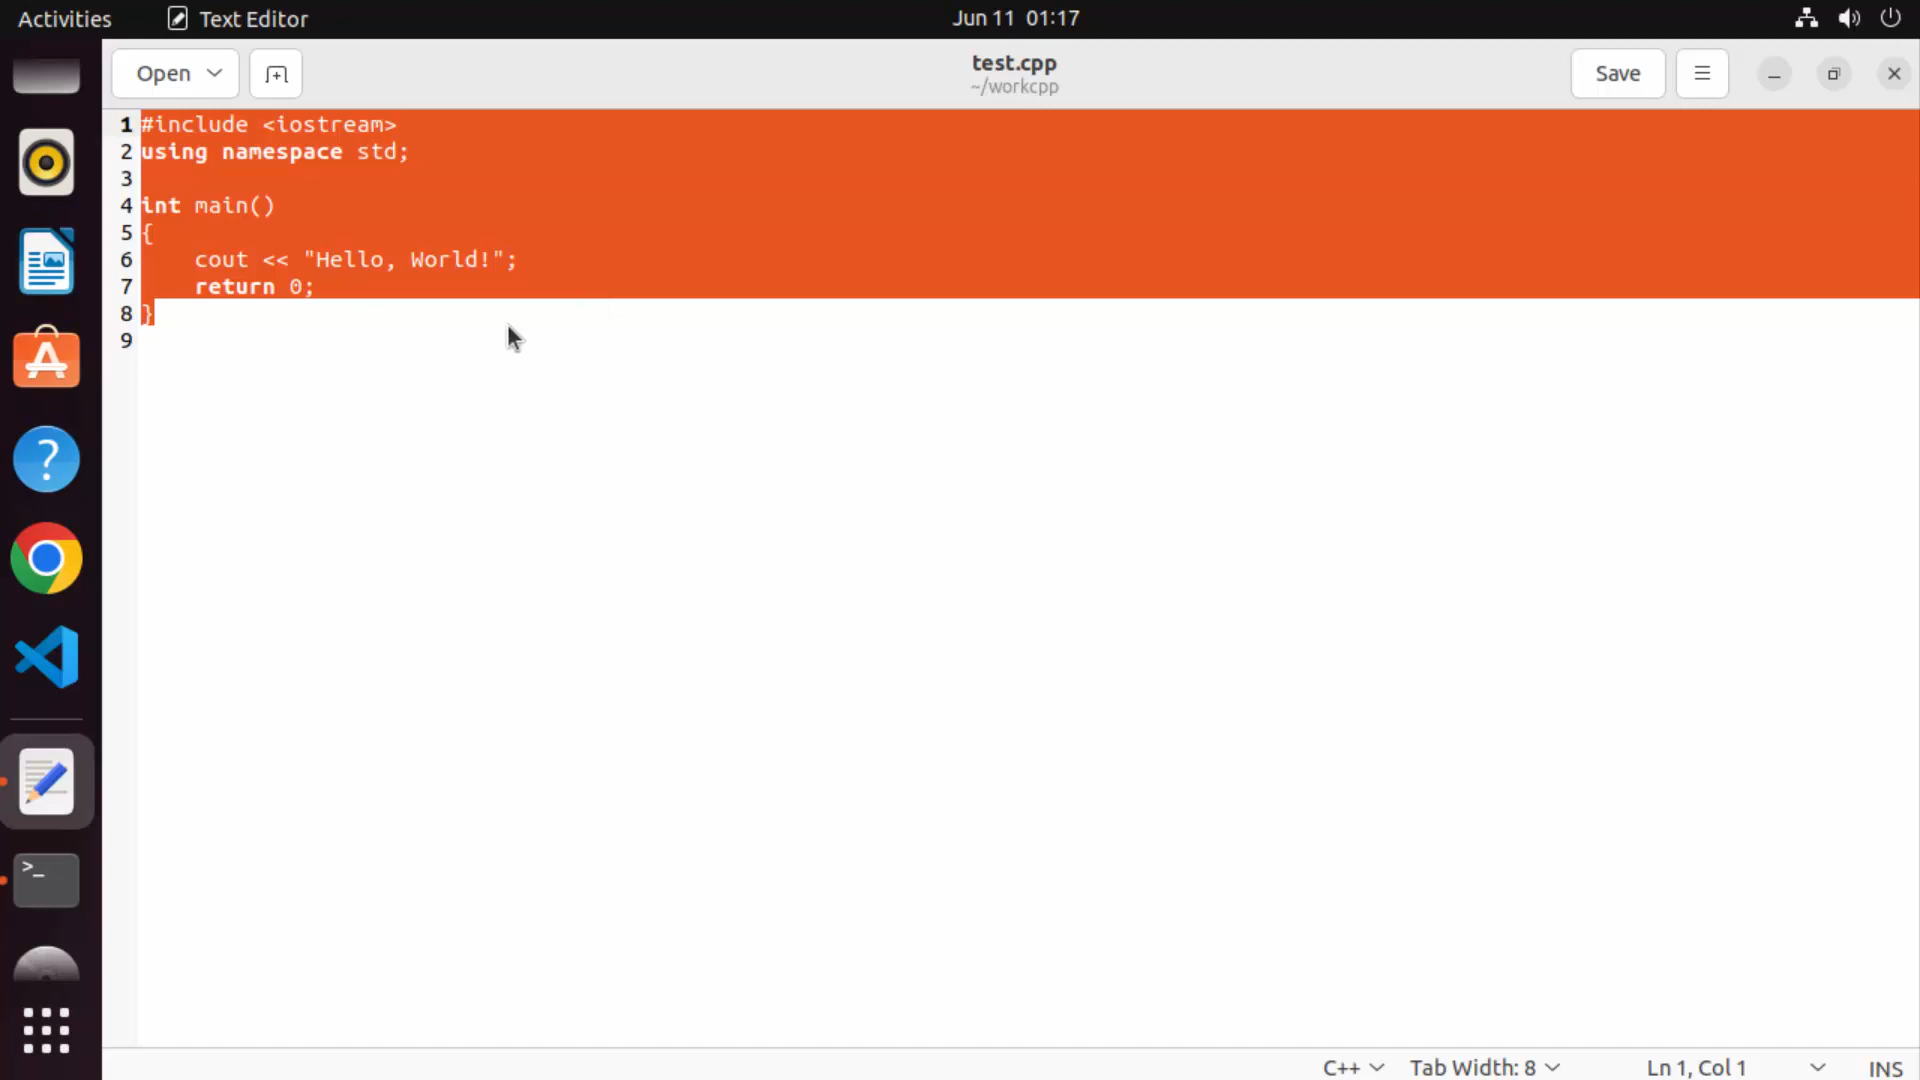 Activities
Text Editor
Jun 11 01:17
Open
test.cpp
~/workcpp
Save
1 #include <iostream>
2 using namespace std;
3
4 int main()
5 {
6     cout << "Hello, World!";
7     return 0;
8 }
9
C++
Tab Width: 8
Ln 1, Col 1
INS